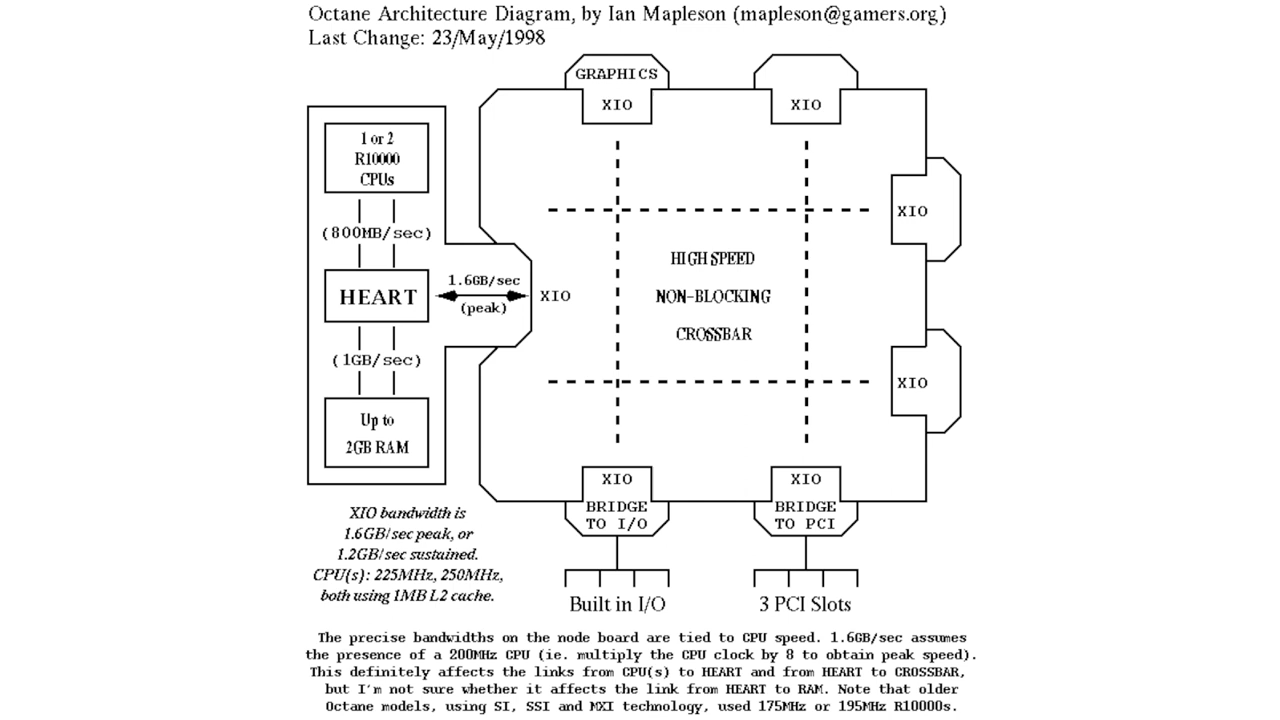 Octane Architecture Diagram, by Ian Mapleson (mapleson@gamers.org)
Last Change: 23/May/1998
GRAPHICS
XIO
XIO
1 or 2
R10000
CPUs
XIO
(800MB/sec)
HIGH SPEED
1.6GB/sec
HEART
XIO
NON-BLOCKING
(peak)
CROSSBAR
(1GB/sec)
XIO
Up to
2GB RAM
XIO
XIO
BRIDGE
TO I/O
BRIDGE
TO PCI
XIO bandwidth is
1.6GB/sec peak, or
1.2GB/sec sustained.
CPU(s): 225MHz, 250MHz,
both using 1MB L2 cache.
Built in I/O
3 PCI Slots
The precise bandwidths on the node board are tied to CPU speed. 1.6GB/sec assumes
the presence of a 200MHz CPU (ie. multiply the CPU clock by 8 to obtain peak speed).
This definitely affects the links from CPU(s) to HEART and from HEART to CROSSBAR,
but I'm not sure whether it affects the link from HEART to RAM. Note that older
Octane models, using SI, SSI and MXI technology, used 175MHz or 195MHz R10000s.